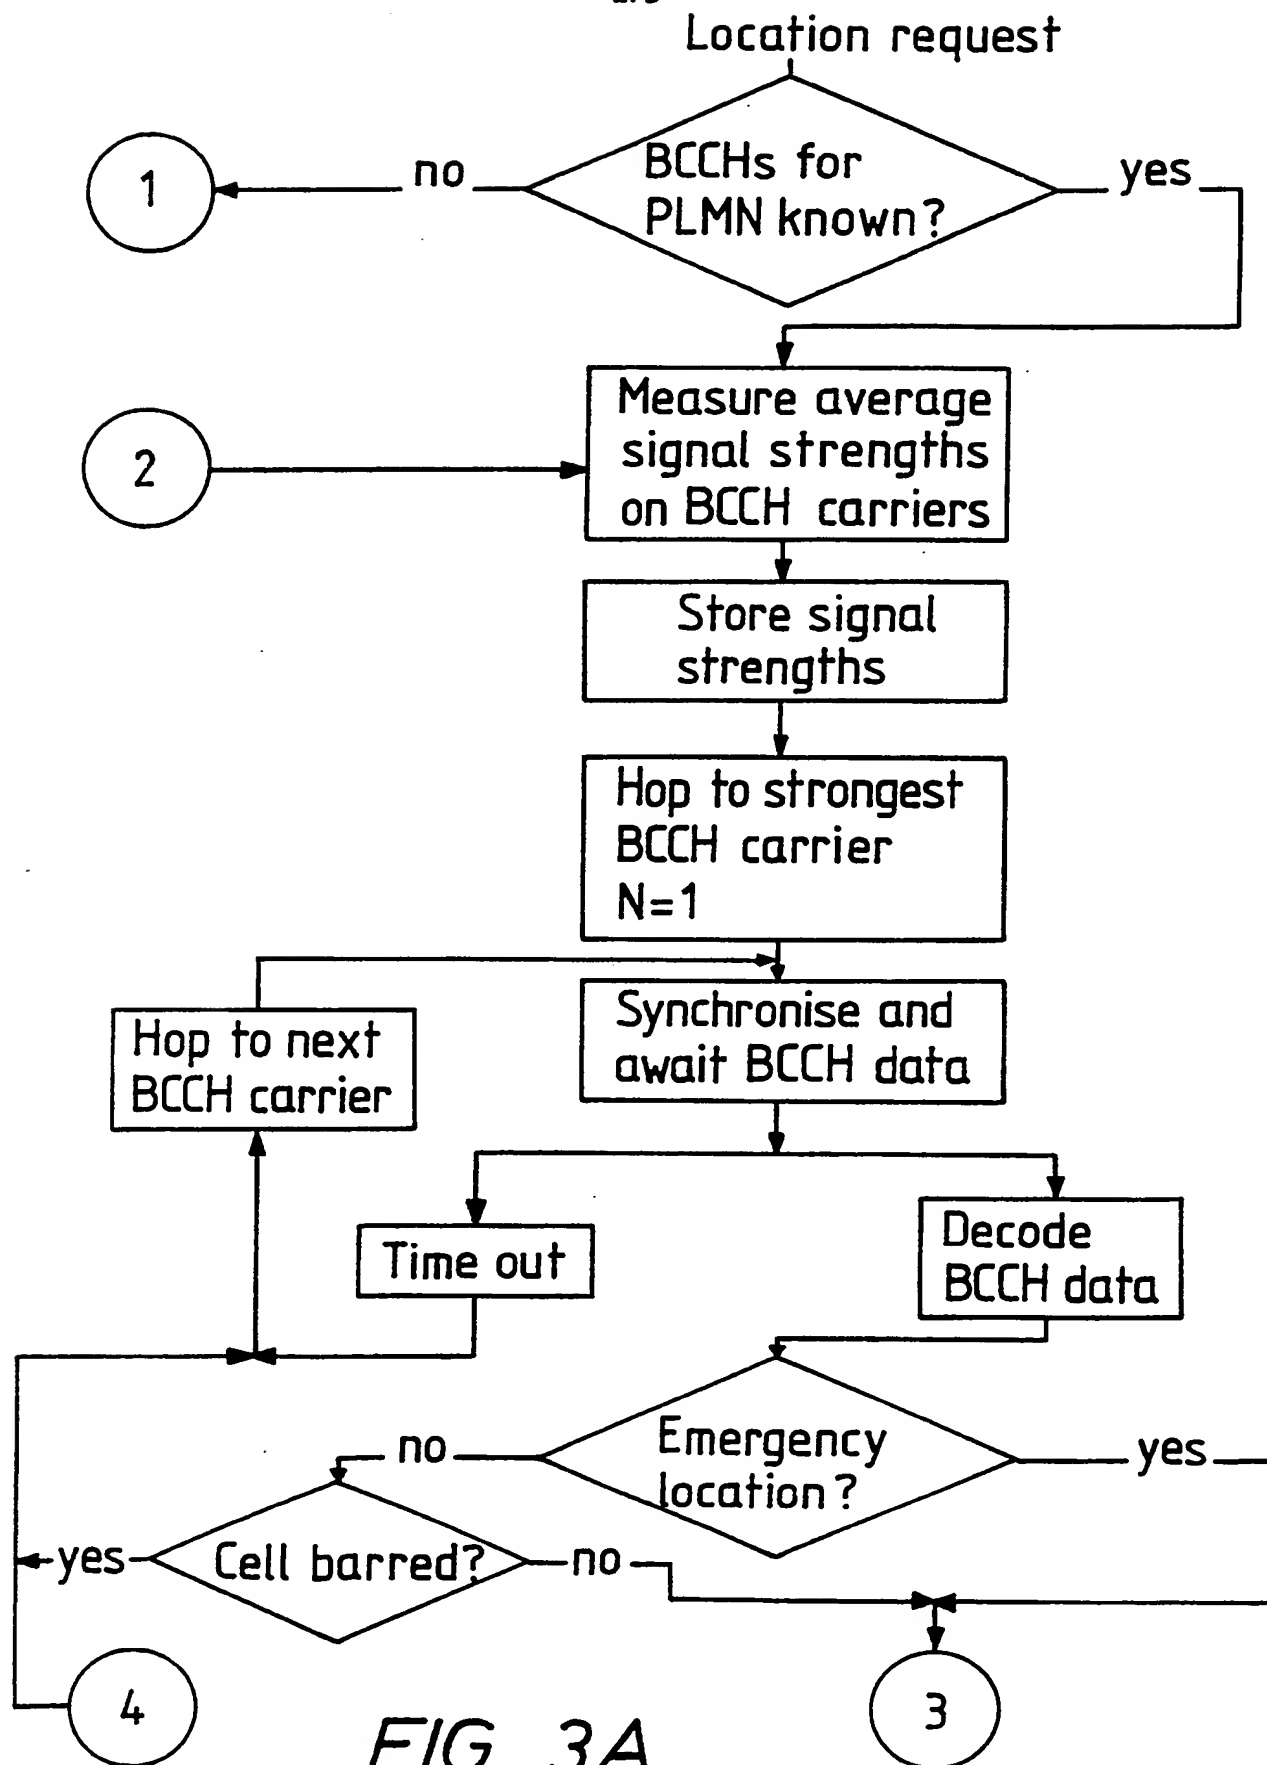 Location request
BCCHs for
PLMN known?
no
yes
1
Measure average
signal strengths
on BCCH carriers
2
Store signal
strengths
Hop to strongest
BCCH carrier
N=1
Hop to next
BCCH carrier
Synchronise and
await BCCH data
Time out
Decode
BCCH data
Emergency
location?
no
yes
Cell barred?
yes
no
4
3
FIG. 3A